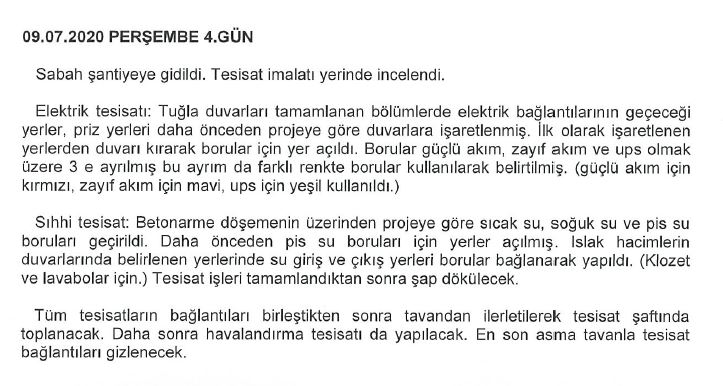 09.07.2020 PERŞEMBE 4.GÜN
Sabah şantiyeye gidildi. Tesisat imalatı yerinde incelendi.
Elektrik tesisatı: Tuğla duvarları tamamlanan bölümlerde elektrik bağlantılarının geçeceği
yerler, priz yerleri daha önceden projeye göre duvarlara işaretlenmiş. İlk olarak işaretlenen
yerlerden duvarı kırarak borular için yer açıldı. Borular güçlü akım, zayıf akım ve ups olmak
üzere 3 e ayrılmış bu ayrım da farklı renkte borular kullanılarak belirtilmiş. (güçlü akım için
kırmızı, zayıf akım için mavi, ups için yeşil kullanıldı.)
Sıhhi tesisat: Betonarme döşemenin üzerinden projeye göre sıcak su, soğuk su ve pis su
boruları geçirildi. Daha önceden pis su boruları için yerler açılmış. Islak hacimlerin
duvarlarında belirlenen yerlerinde su giriş ve çıkış yerleri borular bağlanarak yapıldı. (Klozet
ve lavabolar için.) Tesisat işleri tamamlandıktan sonra şap dökülecek.
Tüm tesisatların bağlantıları birleştikten sonra tavandan ilerletilerek tesisat şaftında
toplanacak. Daha sonra havalandırma tesisatı da yapılacak. En son asma tavanla tesisat
bağlantıları gizlenecek.